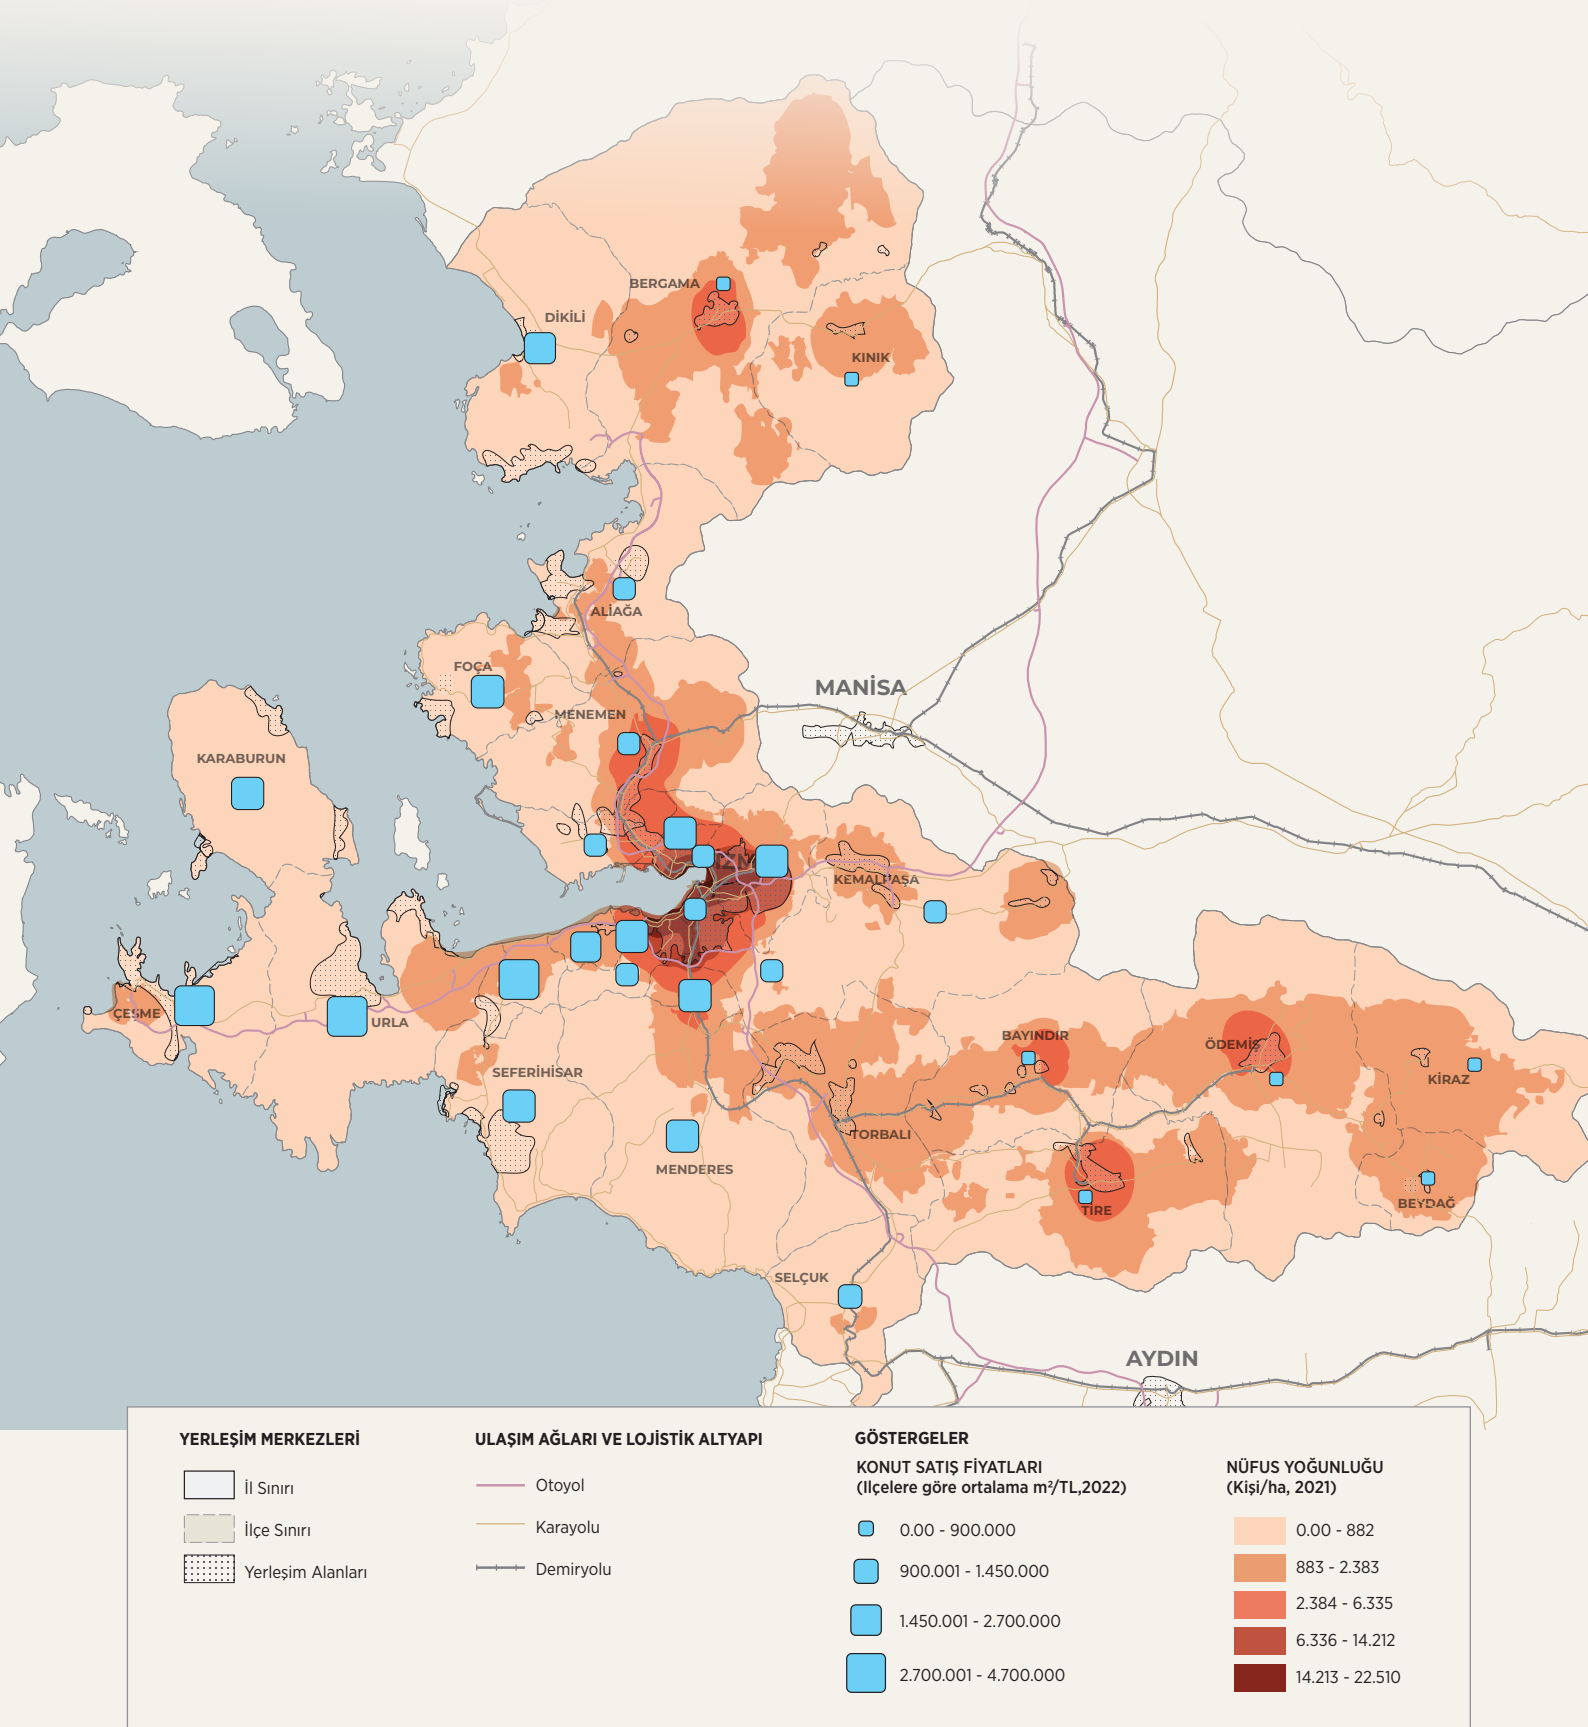 BERGAMA
DİKİLİ
KINIK
ALİAĞA
FOÇA
MANİSA
MENEMEN
KARABURUN
KEMALPAŞA
ÇEŞME
URLA
BAYINDIR
ÖDEMİŞ
SEFERİHİSAR
KİRAZ
TORBALI
MENDERES
BEYDAĞ
TİRE
SELÇUK
AYDIN
YERLEŞİM MERKEZLERİ
İl Sınırı
İlçe Sınırı
Yerleşim Alanları
ULAŞIM AĞLARI VE LOJİSTİK ALTYAPI
Otoyol
Karayolu
Demiryolu
GÖSTERGELER
KONUT SATIŞ FİYATLARI
(Ilçelere göre ortalama m²/TL,2022)
0.00 - 900.000
900.001 - 1.450.000
1.450.001 - 2.700.000
2.700.001 - 4.700.000
NÜFUS YOĞUNLUĞU
(Kişi/ha, 2021)
0.00 - 882
883 - 2.383
2.384 - 6.335
6.336 - 14.212
14.213 - 22.510